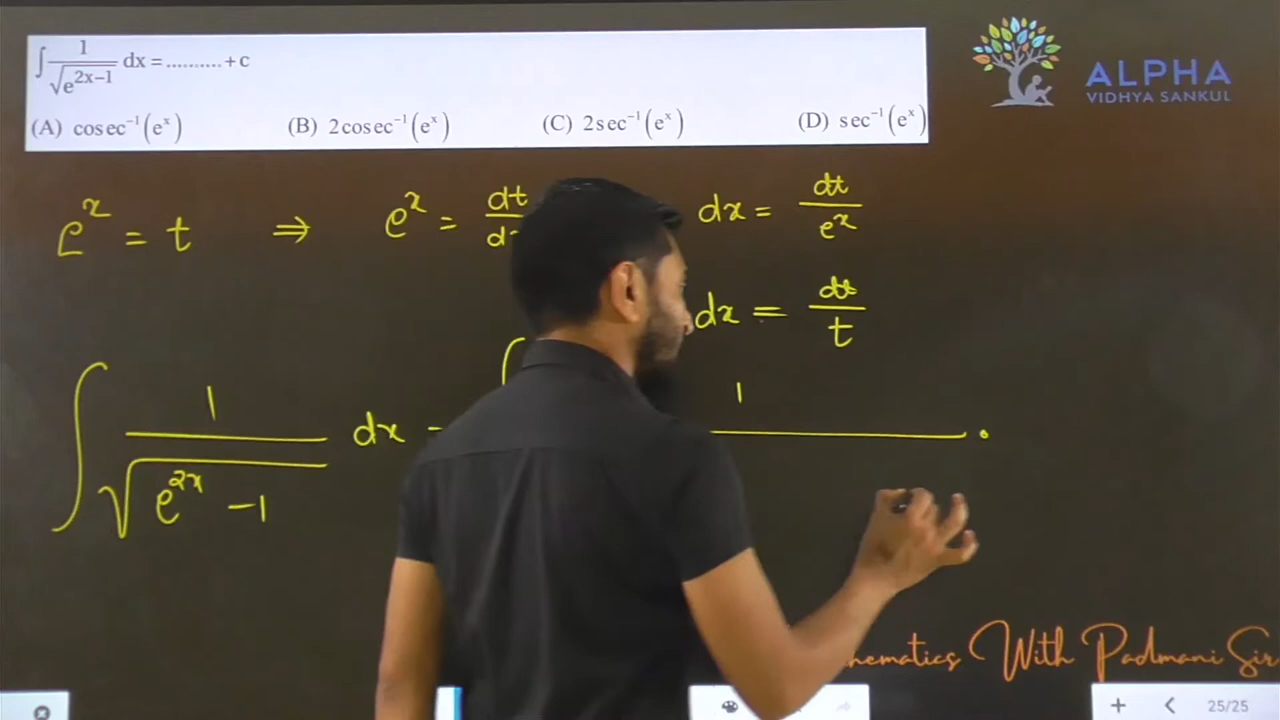 ∫ 1/√e^(2x−1) dx = .......... + c
(A) cosec⁻¹(eˣ) (B) 2cosec⁻¹(eˣ) (C) 2sec⁻¹(eˣ) (D) sec⁻¹(eˣ)
ALPHA
VIDHYA SANKUL
eˣ = t ⇒ eˣ = dt/d dx = dt/eˣ
dx = dt/t
∫ 1/√(e²ˣ − 1) dx = ∫ 1
With Padmani Sir
25/25